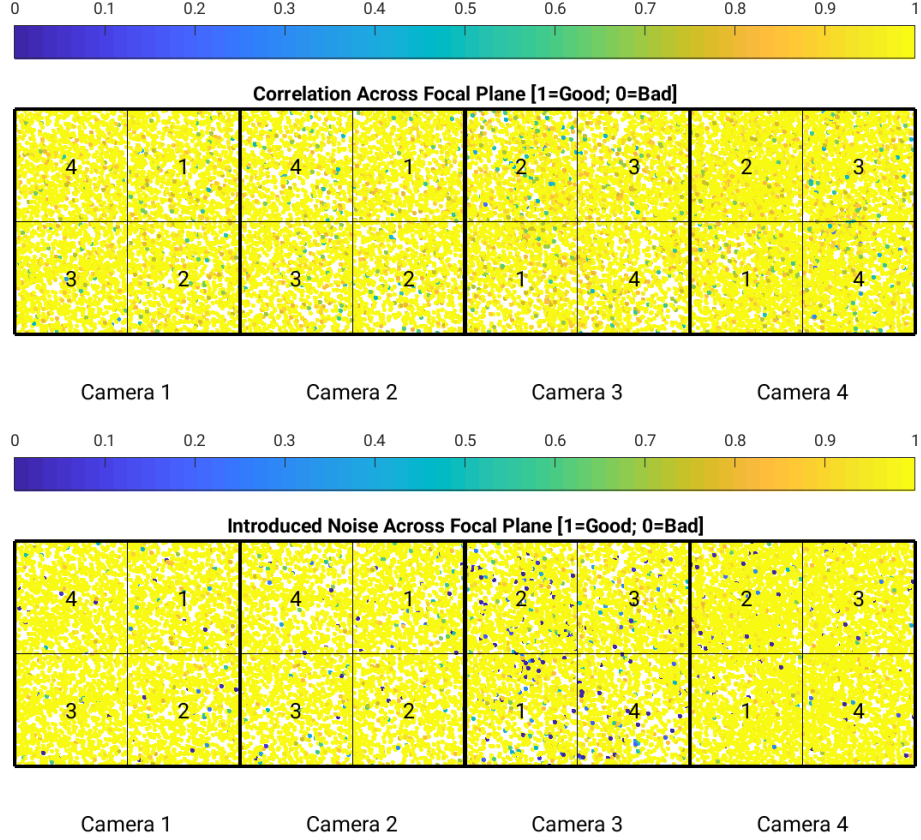 0 0.1 0.2 0.3 0.4 0.5 0.6 0.7 0.8 0.9 1
Correlation Across Focal Plane [1=Good; 0=Bad]
4 1 4 1 2 3 2 3
3 2 3 2 1 4 1 4
Camera 1 Camera 2 Camera 3 Camera 4
0 0.1 0.2 0.3 0.4 0.5 0.6 0.7 0.8 0.9 1
Introduced Noise Across Focal Plane [1=Good; 0=Bad]
4 1 4 1 2 3 2 3
3 2 3 2 1 4 1 4
Camera 1 Camera 2 Camera 3 Camera 4